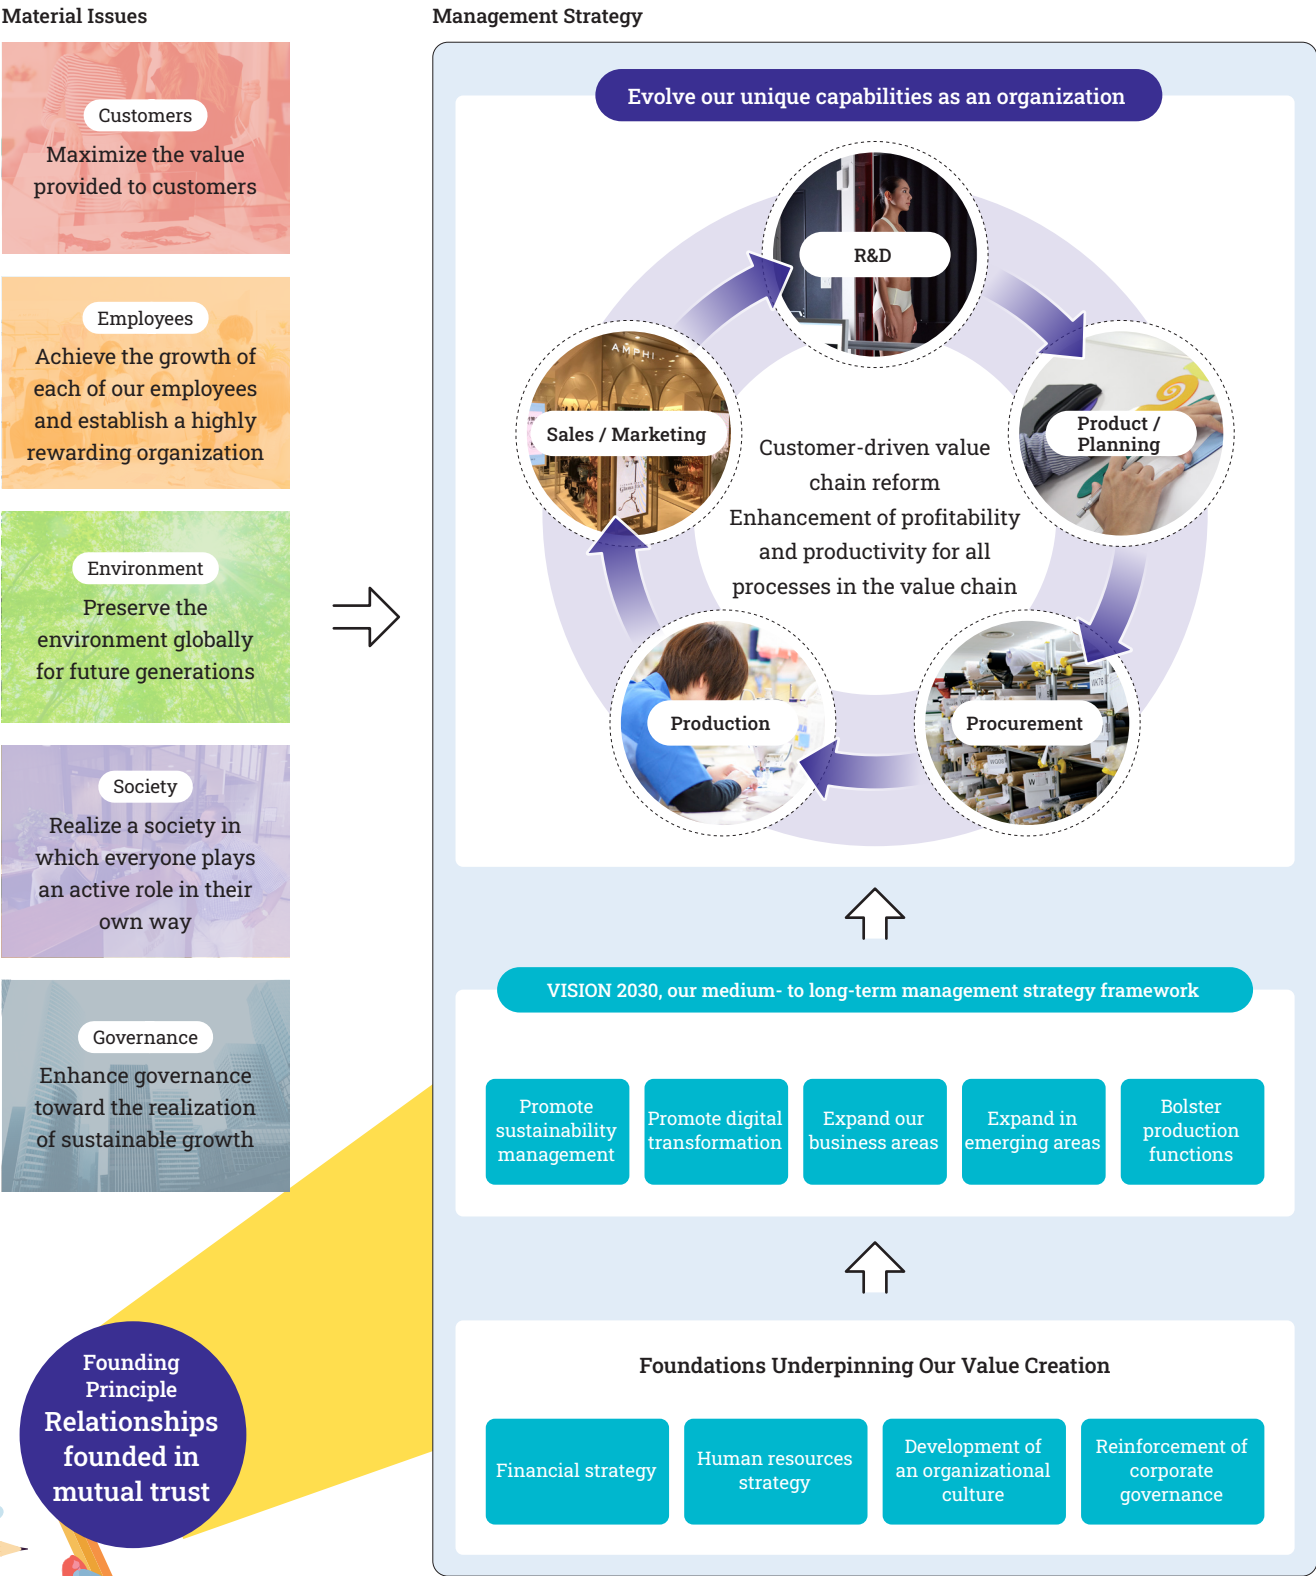 Material Issues
Customers
Maximize the value
provided to customers
Employees
Achieve the growth of
each of our employees
and establish a highly
rewarding organization
Environment
Preserve the
environment globally
for future generations
Society
Realize a society in
which everyone plays
an active role in their
own way
Governance
Enhance governance
toward the realization
of sustainable growth
Founding
Principle
Relationships
founded in
mutual trust
Management Strategy
Evolve our unique capabilities as an organization
R&D
AMPHI
Sales / Marketing
Product /
Planning
Customer-driven value
chain reform
Enhancement of profitability
and productivity for all
processes in the value chain
Production
Procurement
VISION 2030, our medium- to long-term management strategy framework
Promote
sustainability
management
Promote digital
transformation
Expand our
business areas
Expand in
emerging areas
Bolster
production
functions
Foundations Underpinning Our Value Creation
Financial strategy
Human resources
strategy
Development of
an organizational
culture
Reinforcement of
corporate
governance